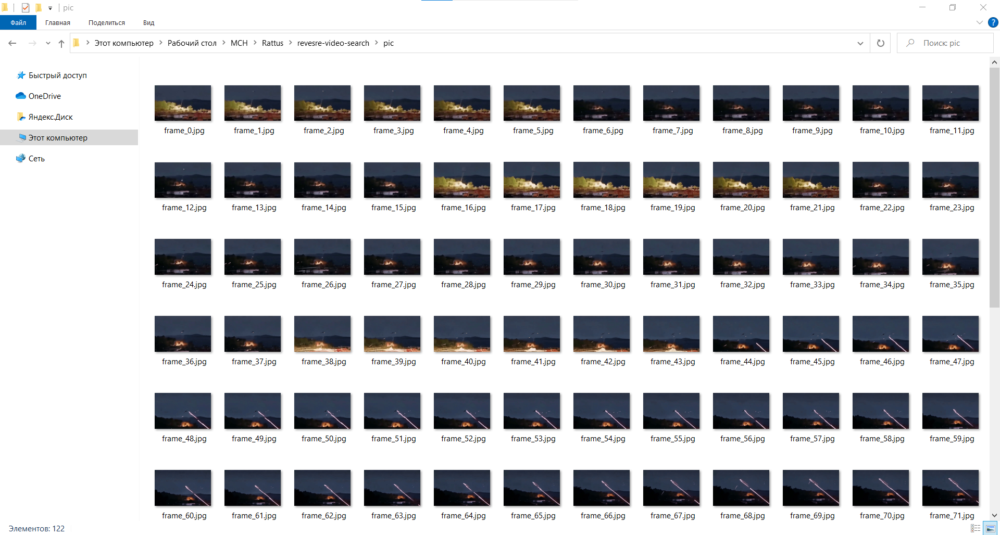 pic
Файл Главная Поделиться Вид
Этот компьютер Рабочий стол МСН Rattus revesre-video-search pic
Поиск: pic
Быстрый доступ
OneDrive
Яндекс.Диск
Этот компьютер
Сеть
frame_0.jpg frame_1.jpg frame_2.jpg frame_3.jpg frame_4.jpg frame_5.jpg frame_6.jpg frame_7.jpg frame_8.jpg frame_9.jpg frame_10.jpg frame_11.jpg
frame_12.jpg frame_13.jpg frame_14.jpg frame_15.jpg frame_16.jpg frame_17.jpg frame_18.jpg frame_19.jpg frame_20.jpg frame_21.jpg frame_22.jpg frame_23.jpg
frame_24.jpg frame_25.jpg frame_26.jpg frame_27.jpg frame_28.jpg frame_29.jpg frame_30.jpg frame_31.jpg frame_32.jpg frame_33.jpg frame_34.jpg frame_35.jpg
frame_36.jpg frame_37.jpg frame_38.jpg frame_39.jpg frame_40.jpg frame_41.jpg frame_42.jpg frame_43.jpg frame_44.jpg frame_45.jpg frame_46.jpg frame_47.jpg
frame_48.jpg frame_49.jpg frame_50.jpg frame_51.jpg frame_52.jpg frame_53.jpg frame_54.jpg frame_55.jpg frame_56.jpg frame_57.jpg frame_58.jpg frame_59.jpg
frame_60.jpg frame_61.jpg frame_62.jpg frame_63.jpg frame_64.jpg frame_65.jpg frame_66.jpg frame_67.jpg frame_68.jpg frame_69.jpg frame_70.jpg frame_71.jpg
Элементов: 122